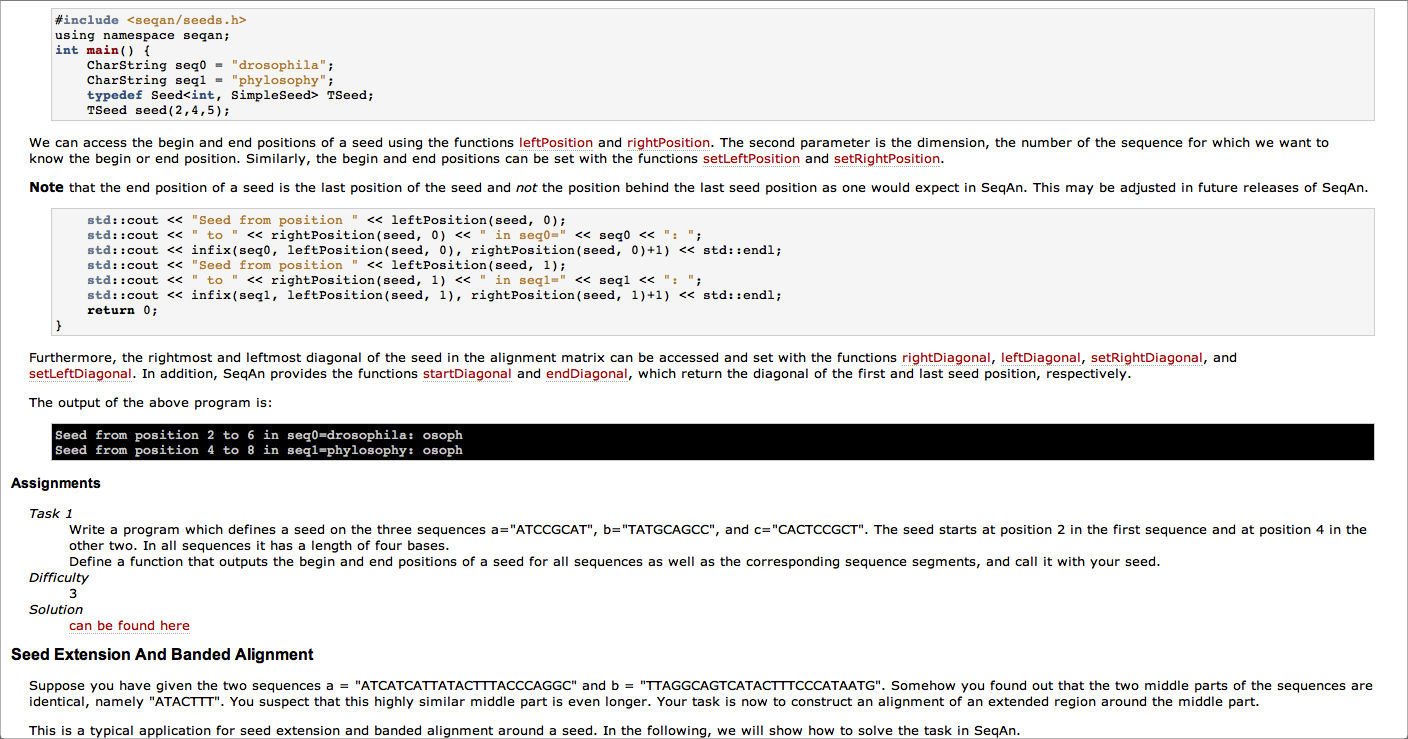 #include <seqan/seeds.h>
using namespace seqan;
int main() {
    CharString seq0 = "drosophila";
    CharString seq1 = "phylosophy";
    typedef Seed<int, SimpleSeed> TSeed;
    TSeed seed(2,4,5);
We can access the begin and end positions of a seed using the functions leftPosition and rightPosition. The second parameter is the dimension, the number of the sequence for which we want to
know the begin or end position. Similarly, the begin and end positions can be set with the functions setLeftPosition and setRightPosition.
Note that the end position of a seed is the last position of the seed and not the position behind the last seed position as one would expect in SeqAn. This may be adjusted in future releases of SeqAn.
    std::cout << "Seed from position " << leftPosition(seed, 0);
    std::cout << " to " << rightPosition(seed, 0) << " in seq0=" << seq0 << ": ";
    std::cout << infix(seq0, leftPosition(seed, 0), rightPosition(seed, 0)+1) << std::endl;
    std::cout << "Seed from position " << leftPosition(seed, 1);
    std::cout << " to " << rightPosition(seed, 1) << " in seq1=" << seq1 << ": ";
    std::cout << infix(seq1, leftPosition(seed, 1), rightPosition(seed, 1)+1) << std::endl;
    return 0;
}
Furthermore, the rightmost and leftmost diagonal of the seed in the alignment matrix can be accessed and set with the functions rightDiagonal, leftDiagonal, setRightDiagonal, and
setLeftDiagonal. In addition, SeqAn provides the functions startDiagonal and endDiagonal, which return the diagonal of the first and last seed position, respectively.
The output of the above program is:
Seed from position 2 to 6 in seq0=drosophila: osoph
Seed from position 4 to 8 in seq1=phylosophy: osoph
Assignments
Task 1
Write a program which defines a seed on the three sequences a="ATCCGCAT", b="TATGCAGCC", and c="CACTCCGCT". The seed starts at position 2 in the first sequence and at position 4 in the
other two. In all sequences it has a length of four bases.
Define a function that outputs the begin and end positions of a seed for all sequences as well as the corresponding sequence segments, and call it with your seed.
Difficulty
3
Solution
can be found here
Seed Extension And Banded Alignment
Suppose you have given the two sequences a = "ATCATCATTATACTTTACCCAGGC" and b = "TTAGGCAGTCATACTTTCCCATAATG". Somehow you found out that the two middle parts of the sequences are
identical, namely "ATACTTT". You suspect that this highly similar middle part is even longer. Your task is now to construct an alignment of an extended region around the middle part.
This is a typical application for seed extension and banded alignment around a seed. In the following, we will show how to solve the task in SeqAn.